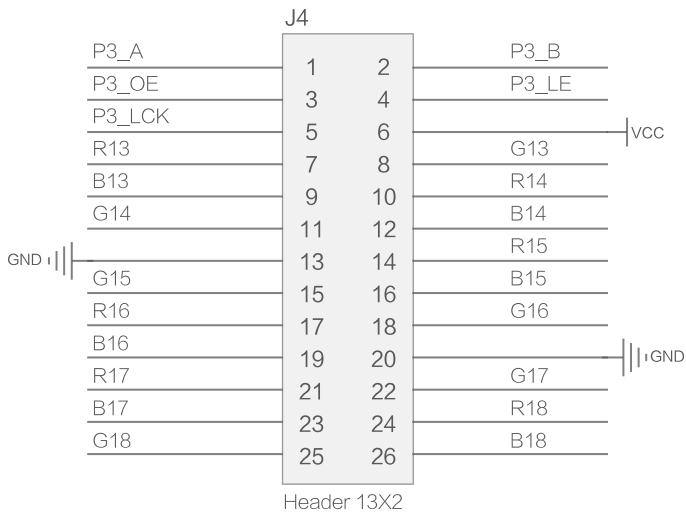 J4
P3_A 1 2 P3_B
P3_OE 3 4 P3_LE
P3_LCK 5 6 VCC
R13 7 8 G13
B13 9 10 R14
G14 11 12 B14
GND 13 14 R15
G15 15 16 B15
R16 17 18 G16
B16 19 20 GND
R17 21 22 G17
B17 23 24 R18
G18 25 26 B18
Header 13X2